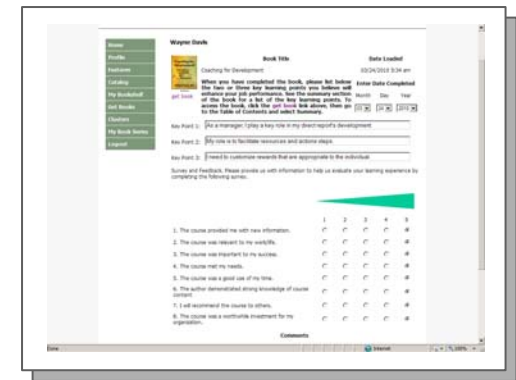 Home
Profile
Features
Catalog
My Bookshelf
Get Books
Clusters
My Book Series
Logout
Wayne Davis
Book Title
Date Loaded
Coaching for Development
03/24/2010 5:34 am
When you have completed the book, please list below
the two or three key learning points you believe will
enhance your job performance. See the summary section
of the book for a list of the key learning points. To
access the book, click the get book link above, then go
to the Table of Contents and select Summary.
get book
Enter Date Completed
Month Day Year
03 24 2010
Key Point 1: As a manager, I play a key role in my direct report's development
Key Point 2: My role is to facilitate resources and actions steps
Key Point 3: I need to customize rewards that are appropriate to the individual
Survey and Feedback. Please provide us with information to help us evaluate your learning experience by
completing the following survey.
1 2 3 4 5
1. The course provided me with new information.
2. The course was relevant to my work/life.
3. The course was important to my success.
4. The course met my needs.
5. The course was a good use of my time.
6. The author demonstrated strong knowledge of course
content
7. I will recommend the course to others.
8. The course was a worthwhile investment for my
organization.
Comments
Done
Internet
100%